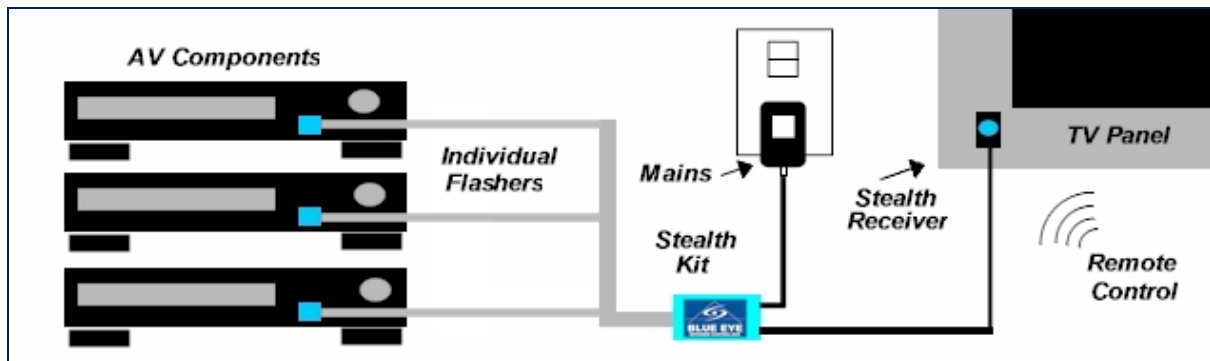 AV Components
Individual
Flashers
Mains
Stealth
Kit
BLUE EYE
Stealth
Receiver
TV Panel
Remote
Control